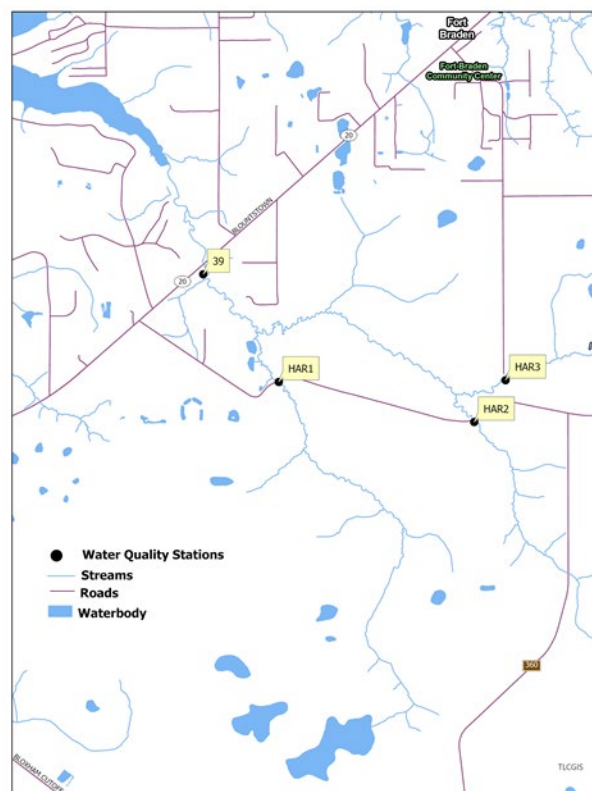 Fort
Braden
Fort Braden
Community Center
20
BLOUNTSTOWN
39
20
HAR1
HAR3
HAR2
Water Quality Stations
Streams
Roads
Waterbody
360
BLOXHAM CUTOFF
TLCGIS